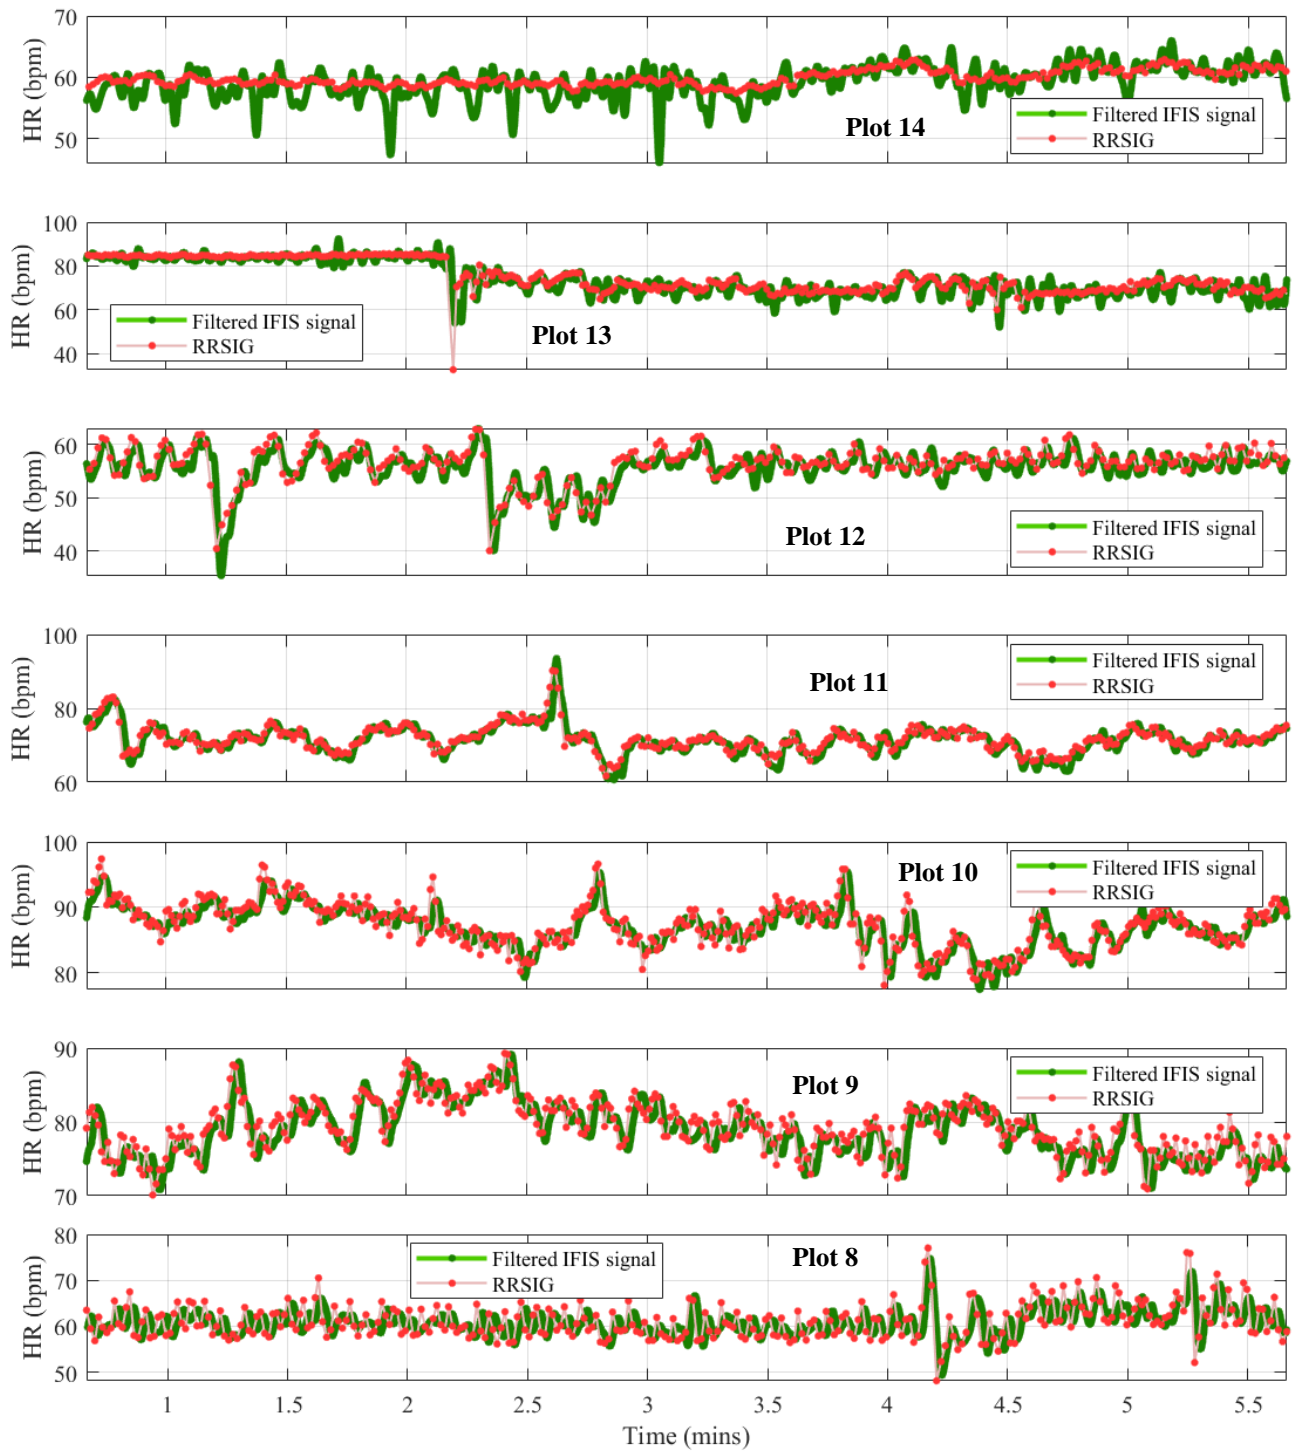 70
60
50
HR (bpm)
Plot 14
Filtered IFIS signal
RRSIG
100
80
60
40
HR (bpm)
Filtered IFIS signal
RRSIG
Plot 13
60
50
40
HR (bpm)
Plot 12
Filtered IFIS signal
RRSIG
100
80
60
HR (bpm)
Plot 11
Filtered IFIS signal
RRSIG
100
90
80
HR (bpm)
Plot 10
Filtered IFIS signal
RRSIG
90
80
70
HR (bpm)
Plot 9
Filtered IFIS signal
RRSIG
80
70
60
50
HR (bpm)
Filtered IFIS signal
RRSIG
Plot 8
1 1.5 2 2.5 3 3.5 4 4.5 5 5.5
Time (mins)